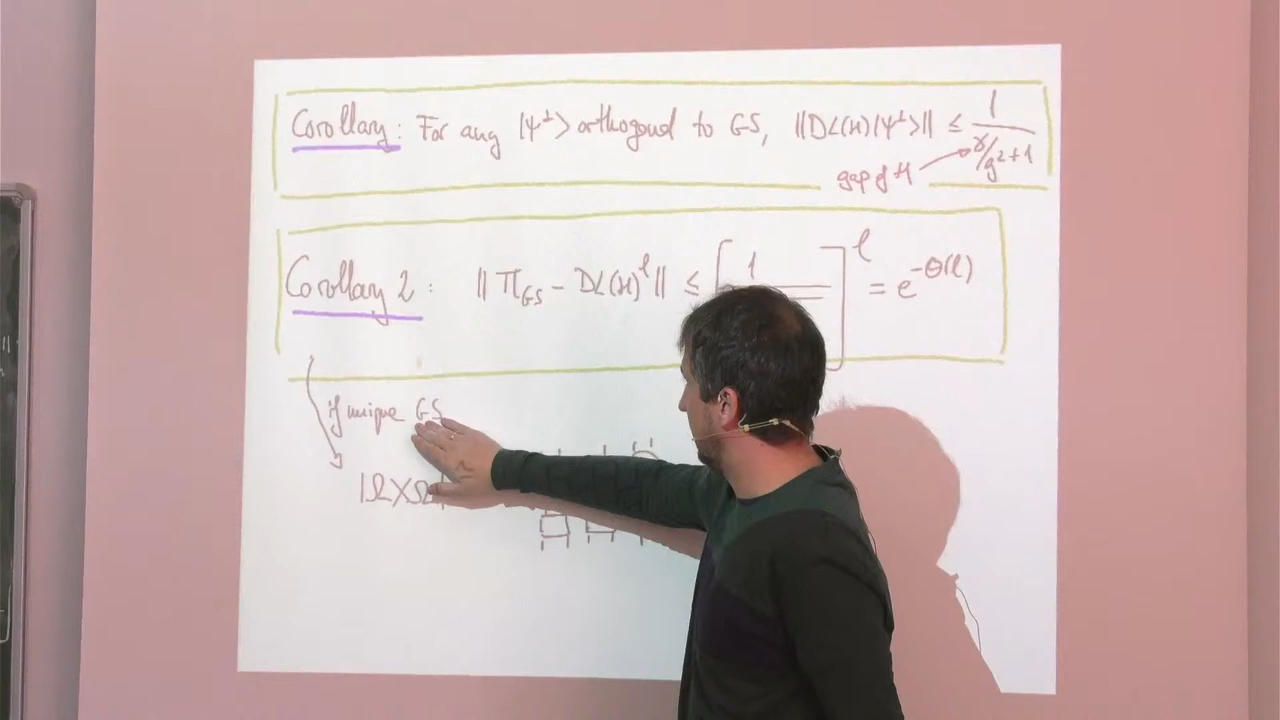 Corollary: For any |ψ⊥⟩ orthogonal to GS, ||DL(H)|ψ⊥⟩|| ≤ 1 / γ/g²+1
gap of H
Corollary 2: || Π_GS − DL(H)^ℓ || ≤ [ 1 ]^ℓ = e^{−Θ(ℓ)}
if unique GS
|Ω⟩⟨Ω|